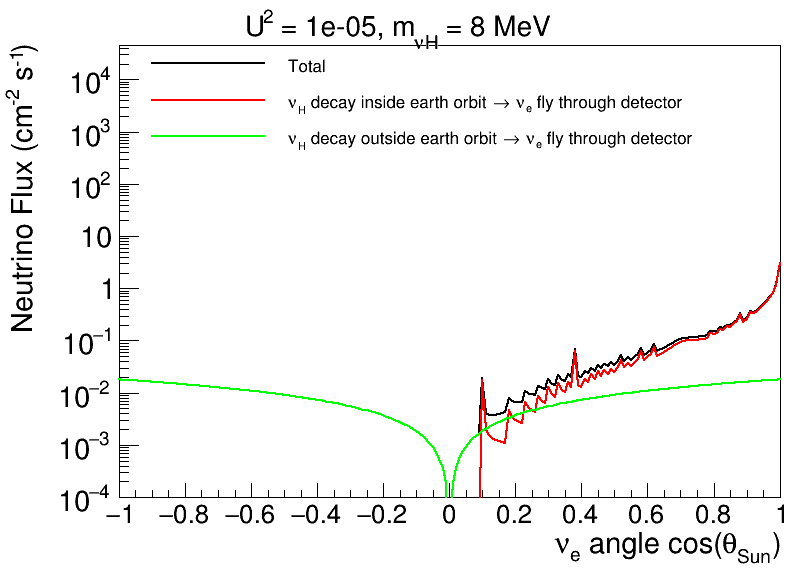 U² = 1e-05, m_νH = 8 MeV
Neutrino Flux (cm⁻² s⁻¹)
Total
ν_H decay inside earth orbit → ν_e fly through detector
ν_H decay outside earth orbit → ν_e fly through detector
10⁴
10³
10²
10
1
10⁻¹
10⁻²
10⁻³
10⁻⁴
−1 −0.8 −0.6 −0.4 −0.2 0 0.2 0.4 0.6 0.8 1
ν_e angle cos(θ_Sun)